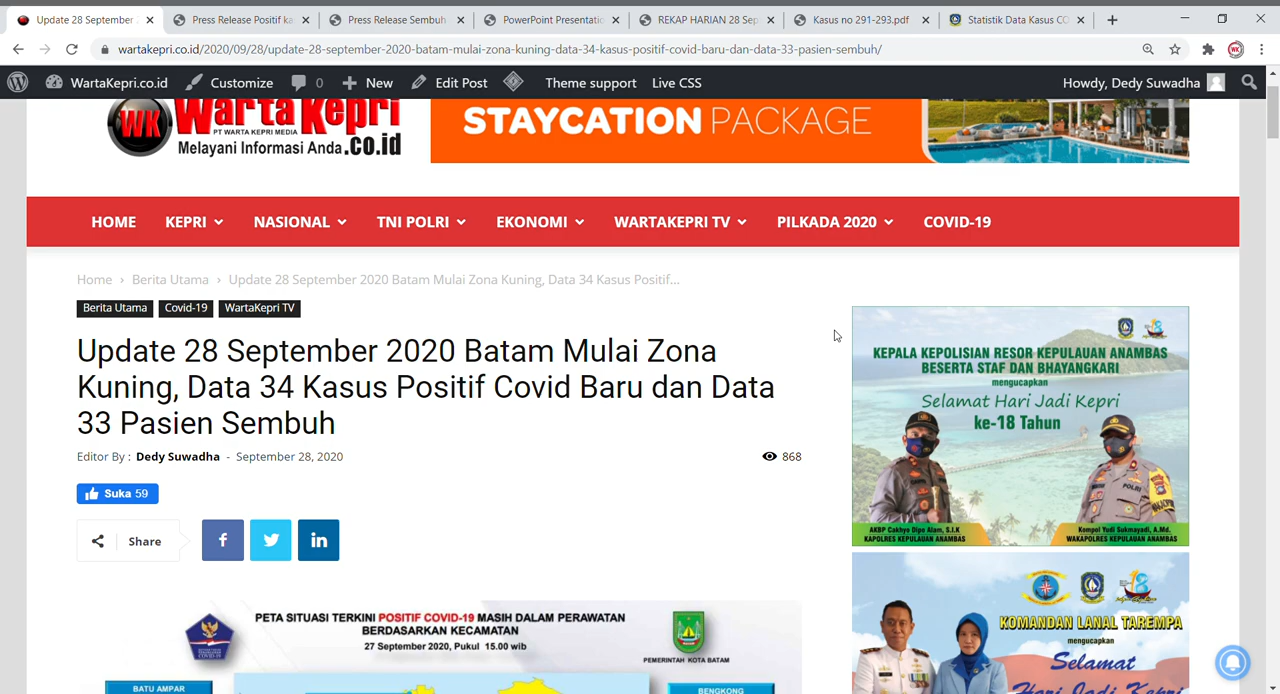 Update 28 September
Press Release Positif ka
Press Release Sembuh
PowerPoint Presentatio
REKAP HARIAN 28 Sep
Kasus no 291-293.pdf
Statistik Data Kasus CO
wartakepri.co.id/2020/09/28/update-28-september-2020-batam-mulai-zona-kuning-data-34-kasus-positif-covid-baru-dan-data-33-pasien-sembuh/
WartaKepri.co.id
Customize
0
New
Edit Post
Theme support
Live CSS
Howdy, Dedy Suwadha
WK
Warta Kepri
PT WARTA KEPRI MEDIA
Melayani Informasi Anda.co.id
STAYCATION PACKAGE
HOME
KEPRI
NASIONAL
TNI POLRI
EKONOMI
WARTAKEPRI TV
PILKADA 2020
COVID-19
Home › Berita Utama › Update 28 September 2020 Batam Mulai Zona Kuning, Data 34 Kasus Positif...
Berita Utama
Covid-19
WartaKepri TV
Update 28 September 2020 Batam Mulai Zona
Kuning, Data 34 Kasus Positif Covid Baru dan Data
33 Pasien Sembuh
Editor By : Dedy Suwadha - September 28, 2020
868
Suka 59
Share
PETA SITUASI TERKINI POSITIF COVID-19 MASIH DALAM PERAWATAN
BERDASARKAN KECAMATAN
27 September 2020, Pukul 15.00 wib
PEMERINTAH KOTA BATAM
BATU AMPAR
BENGKONG
KEPALA KEPOLISIAN RESOR KEPULAUAN ANAMBAS
BESERTA STAF DAN BHAYANGKARI
mengucapkan
Selamat Hari Jadi Kepri
ke-18 Tahun
POLRI
AKBP Cakhyo Dipo Alam, S.I.K
KAPOLRES KEPULAUAN ANAMBAS
Kompol Yudi Sukmayadi, A.Md.
WAKAPOLRES KEPULAUAN ANAMBAS
KOMANDAN LANAL TAREMPA
mengucapkan
Selamat
Hari Jadi Kepri